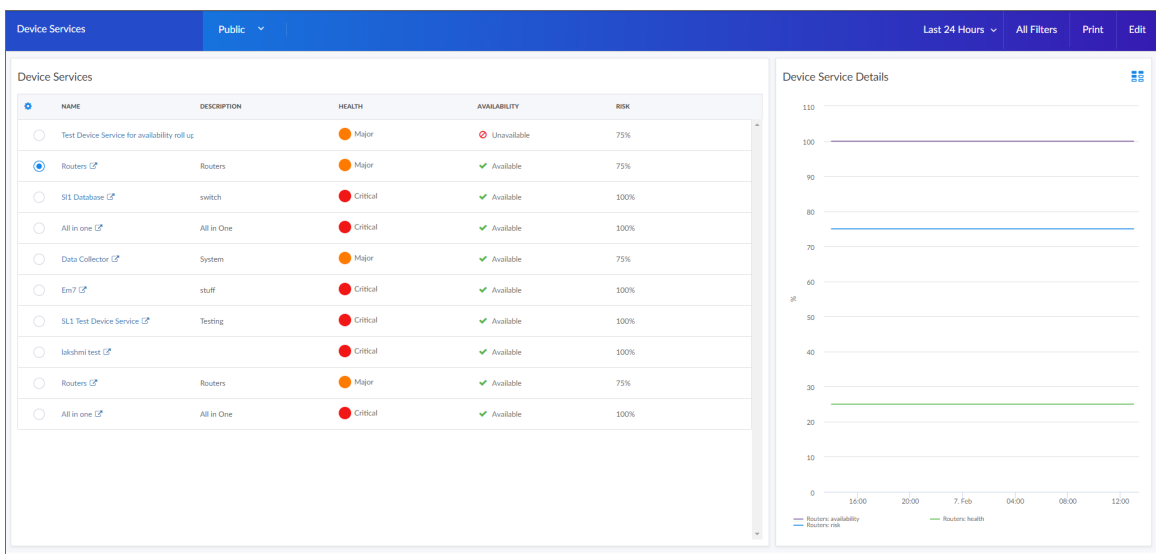 Device Services Public Last 24 Hours All Filters Print Edit
Device Services
NAME DESCRIPTION HEALTH AVAILABILITY RISK
Test Device Service for availability roll up Major Unavailable 75%
Routers Routers Major Available 75%
Sl1 Database switch Critical Available 100%
All in one All in One Critical Available 100%
Data Collector System Major Available 75%
Em7 stuff Critical Available 100%
SL1 Test Device Service Testing Critical Available 100%
lakshmi test Critical Available 100%
Routers Routers Major Available 75%
All in one All in One Critical Available 100%
Device Service Details
110
100
90
80
70
60
%
50
40
30
20
10
0
16:00 20:00 7. Feb 04:00 08:00 12:00
Routers: availability Routers: health
Routers: risk